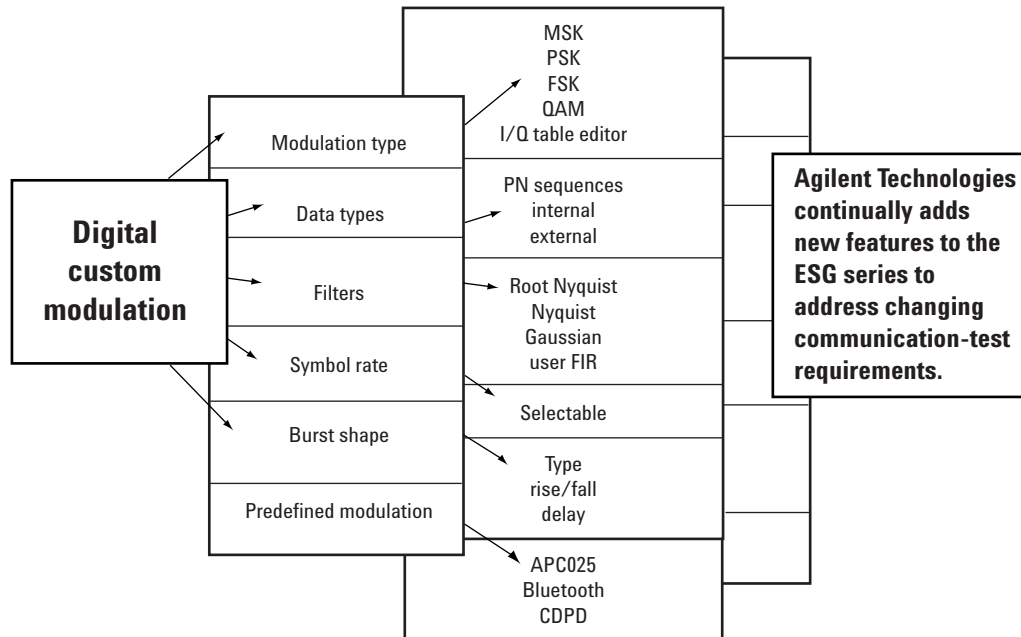 Digital
custom
modulation
Modulation type
Data types
Filters
Symbol rate
Burst shape
Predefined modulation
MSK
PSK
FSK
QAM
I/Q table editor
PN sequences
internal
external
Root Nyquist
Nyquist
Gaussian
user FIR
Selectable
Type
rise/fall
delay
APC025
Bluetooth
CDPD
Agilent Technologies
continually adds
new features to the
ESG series to
address changing
communication-test
requirements.